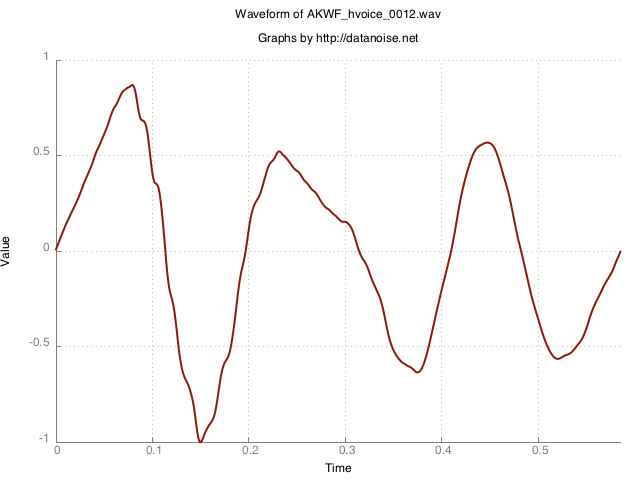 Waveform of AKWF_hvoice_0012.wav
Graphs by http://datanoise.net
1
0.5
0
-0.5
-1
Value
0
0.1
0.2
0.3
0.4
0.5
Time